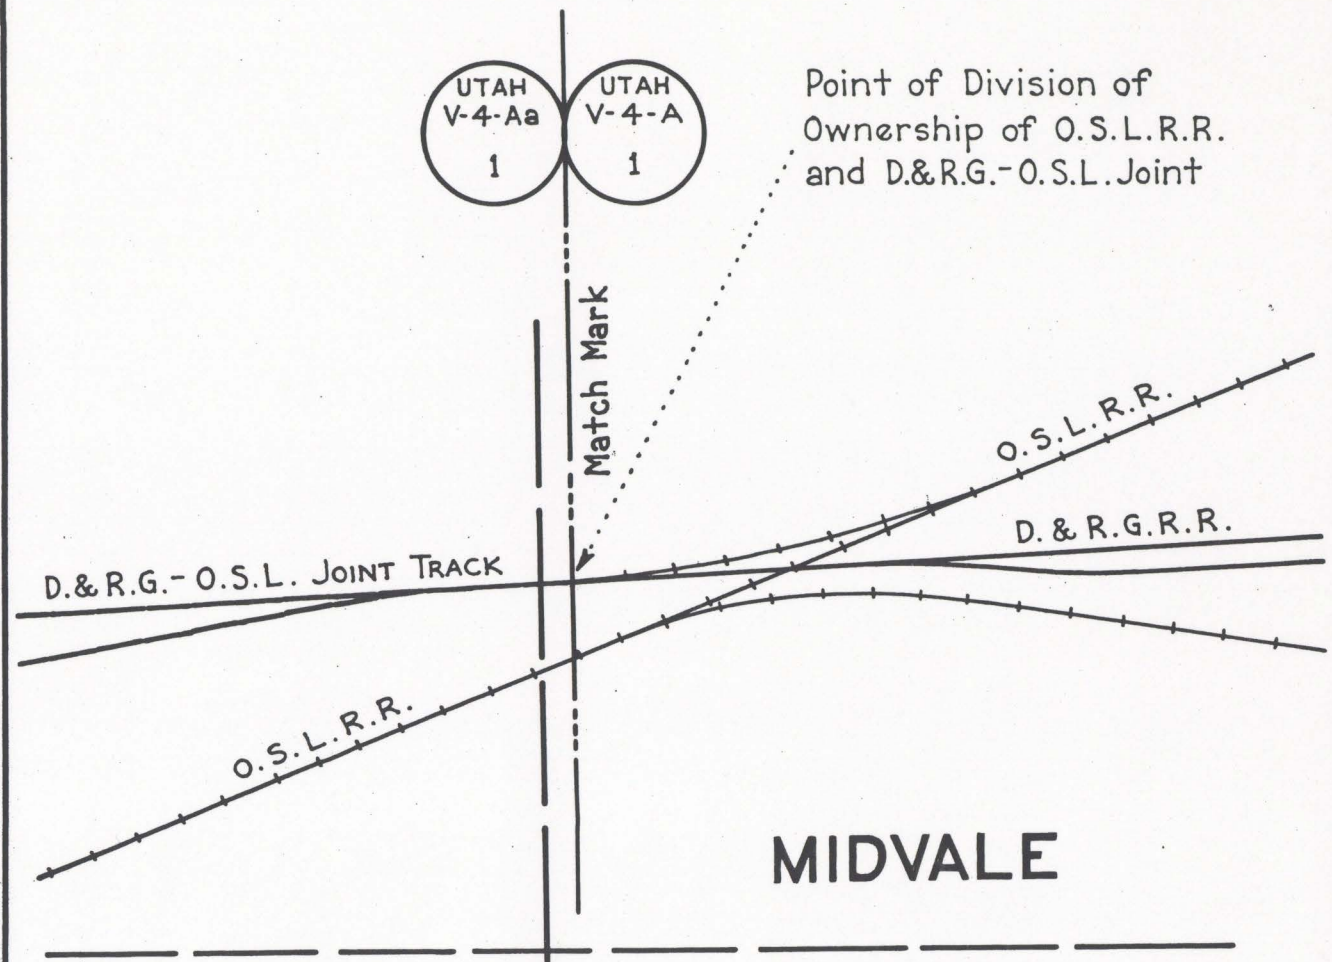 UTAH
V-4-Aa
1
UTAH
V-4-A
1
Point of Division of
Ownership of O.S.L.R.R.
and D.&R.G.-O.S.L. Joint
Match Mark
O.S.L.R.R.
D. & R.G.R.R.
D.& R.G.- O.S.L. JOINT TRACK
O.S.L.R.R.
MIDVALE